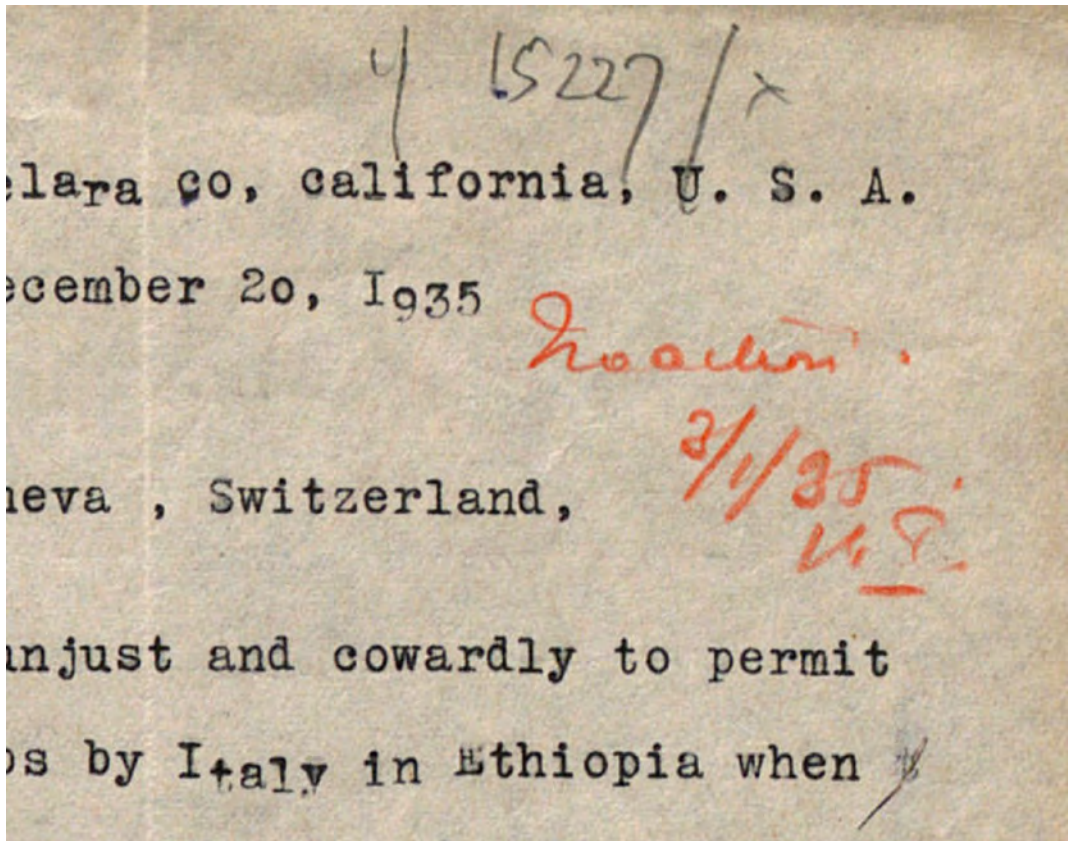 4 15227/x
clara co, california, U. S. A.
ecember 20, I935
No action.
3/1/35.
neva , Switzerland,
unjust and cowardly to permit
s by Italy in Ethiopia when